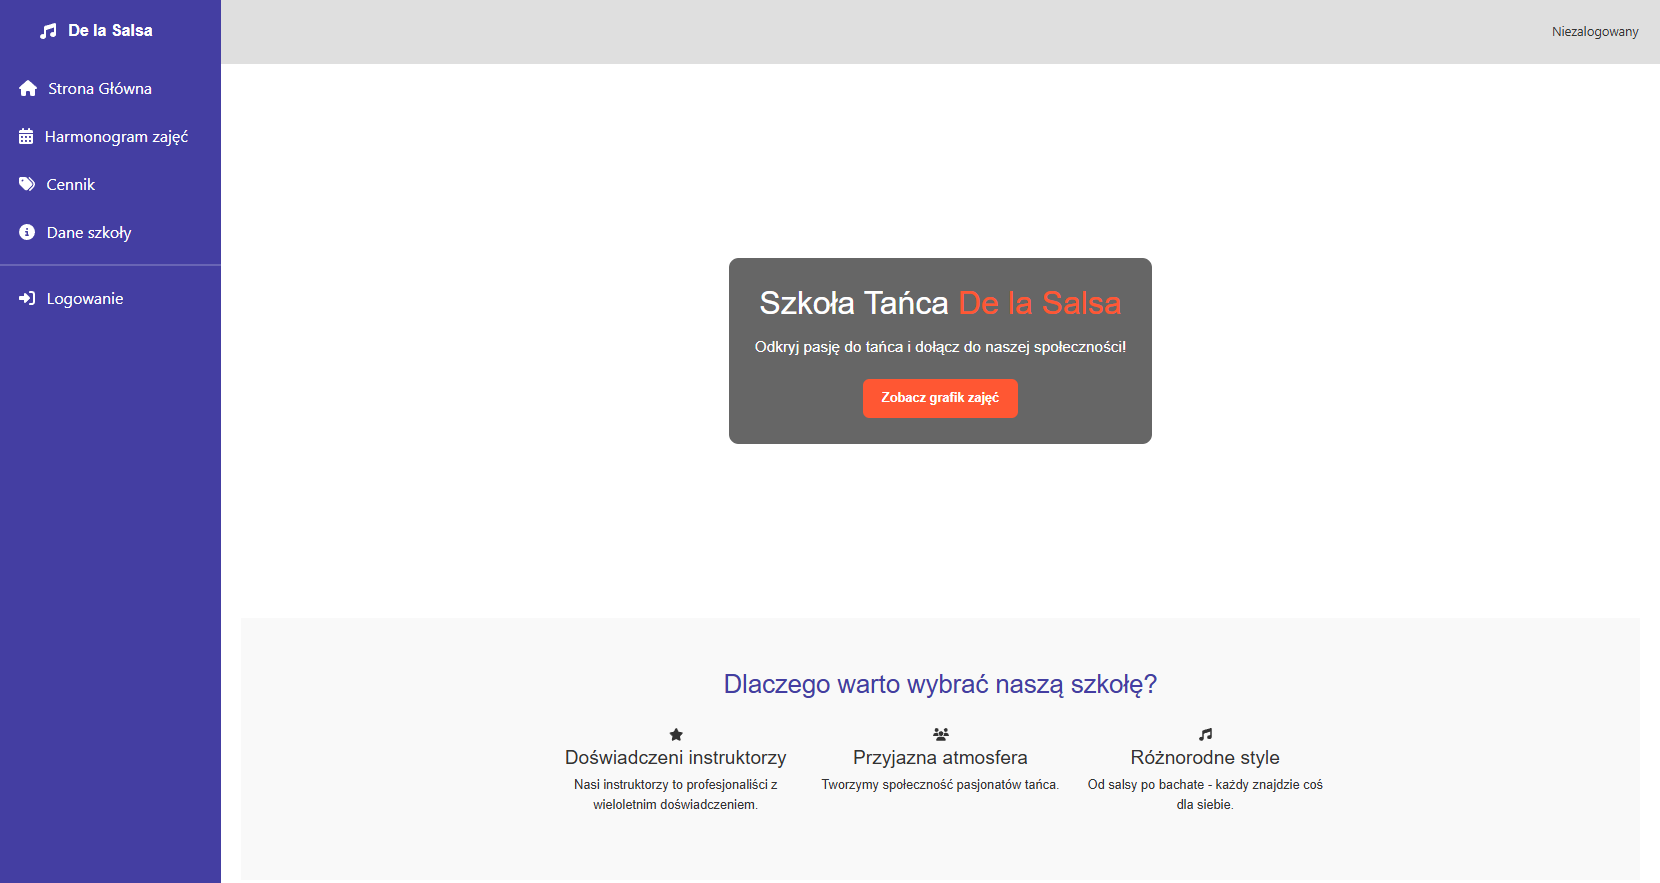 De la Salsa
Niezalogowany
Strona Główna
Harmonogram zajęć
Cennik
Dane szkoły
Logowanie
Szkoła Tańca De la Salsa
Odkryj pasję do tańca i dołącz do naszej społeczności!
Zobacz grafik zajęć
Dlaczego warto wybrać naszą szkołę?
Doświadczeni instruktorzy
Nasi instruktorzy to profesjonaliści z
wieloletnim doświadczeniem.
Przyjazna atmosfera
Tworzymy społeczność pasjonatów tańca.
Różnorodne style
Od salsy po bachate - każdy znajdzie coś
dla siebie.